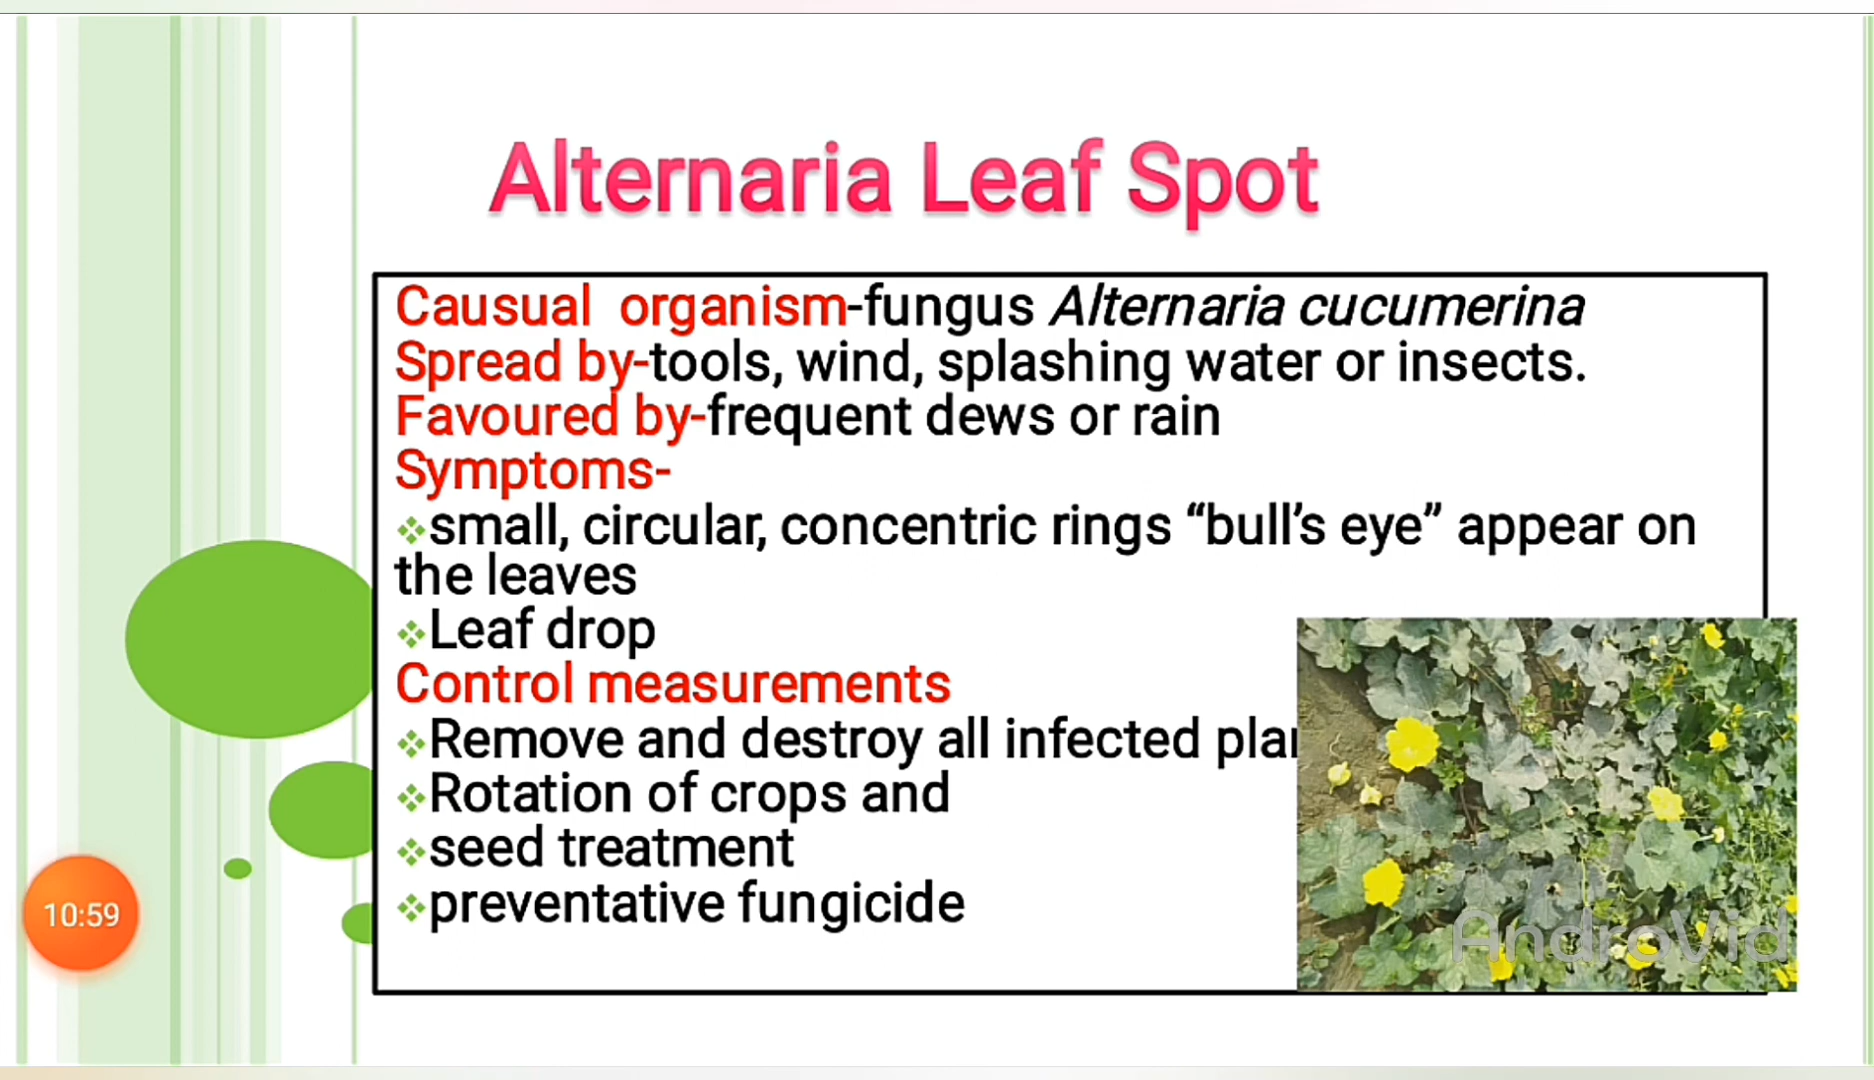 Alternaria Leaf Spot
Causual organism-fungus Alternaria cucumerina
Spread by-tools, wind, splashing water or insects.
Favoured by-frequent dews or rain
Symptoms-
❖small, circular, concentric rings “bull’s eye” appear on
the leaves
❖Leaf drop
Control measurements
❖Remove and destroy all infected
❖Rotation of crops and
❖seed treatment
❖preventative fungicide
10:59
AndroVid